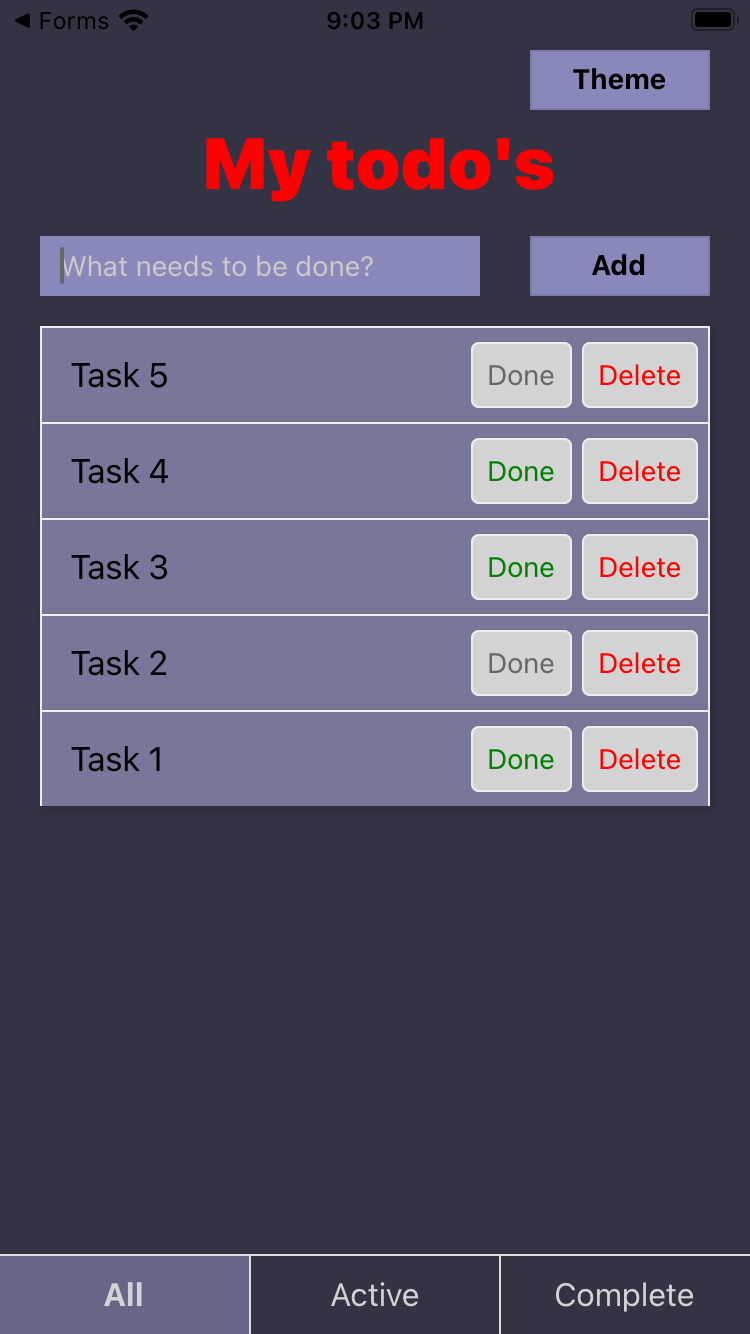 ◀ Forms 9:03 PM
Theme
My todo's
What needs to be done? Add
Task 5 Done Delete
Task 4 Done Delete
Task 3 Done Delete
Task 2 Done Delete
Task 1 Done Delete
All Active Complete